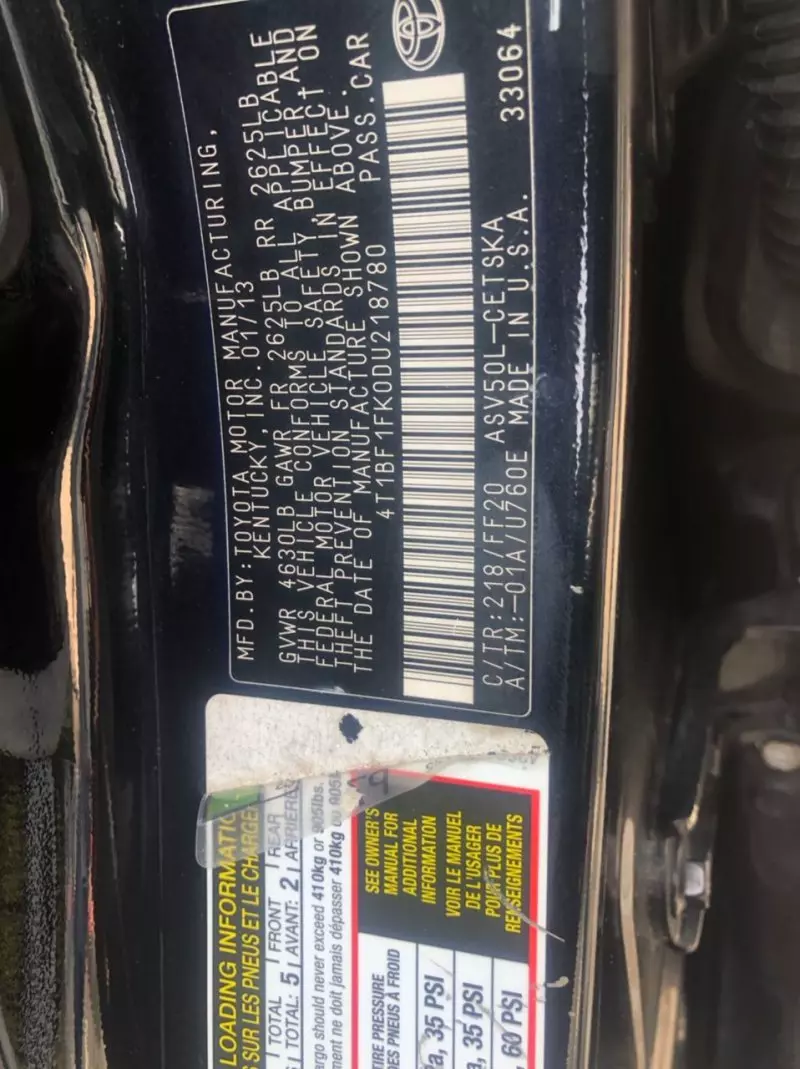 MFD.BY:TOYOTA MOTOR MANUFACTURING,
KENTUCKY, INC.01/13
GVWR 4630LB GAWR FR 2625LB RR 2625LB
THIS VEHICLE CONFORMS TO ALL APPLICABLE
FEDERAL MOTOR VEHICLE SAFETY, BUMPER, AND
THEFT PREVENTION STANDARDS IN EFFECT ON
THE DATE OF MANUFACTURE SHOWN ABOVE.
4T1BF1FK0DU218780 PASS.CAR
C/TR:218/FF20 ASV50L-CETSKA 33064
A/TM:-01A/U760E MADE IN U.S.A.
LOADING INFORMATIO
S SUR LES PNEUS ET LE CHARGE
TOTAL FRONT REAR
TOTAL: 5 AVANT: 2 ARRIÈRE
argo should never exceed 410kg or 905lbs.
ment ne doit jamais dépasser 410kg ou 905
SEE OWNER'S
MANUAL FOR
ADDITIONAL
INFORMATION
VOIR LE MANUEL
DE L'USAGER
POUR PLUS DE
RENSEIGNEMENTS
TIRE PRESSURE
DES PNEUS À FROID
a, 35 PSI
a, 35 PSI
, 60 PSI